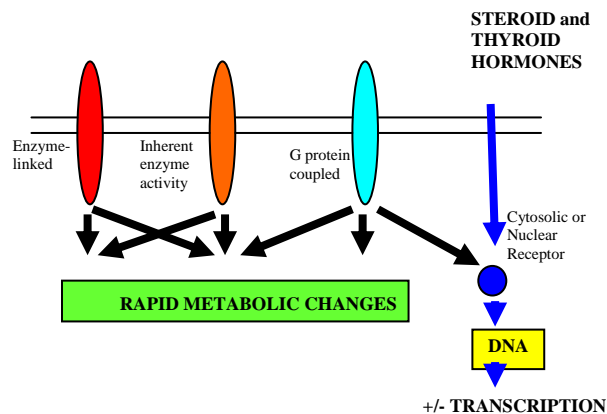 STEROID and
THYROID
HORMONES
Enzyme-
linked
Inherent
enzyme
activity
G protein
coupled
Cytosolic or
Nuclear
Receptor
RAPID METABOLIC CHANGES
DNA
+/- TRANSCRIPTION